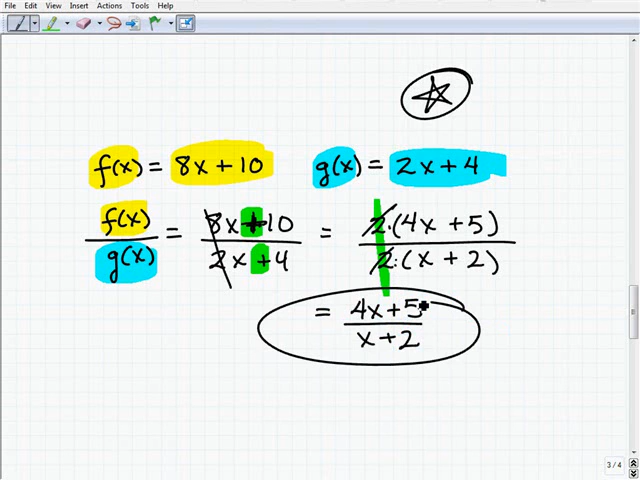 File Edit View Insert Actions Tools Help
f(x) = 8x + 10 g(x) = 2x + 4
f(x)/g(x) = 8x + 10/2x + 4 = 2·(4x + 5)/2·(x + 2)
= 4x + 5/x + 2
3/4